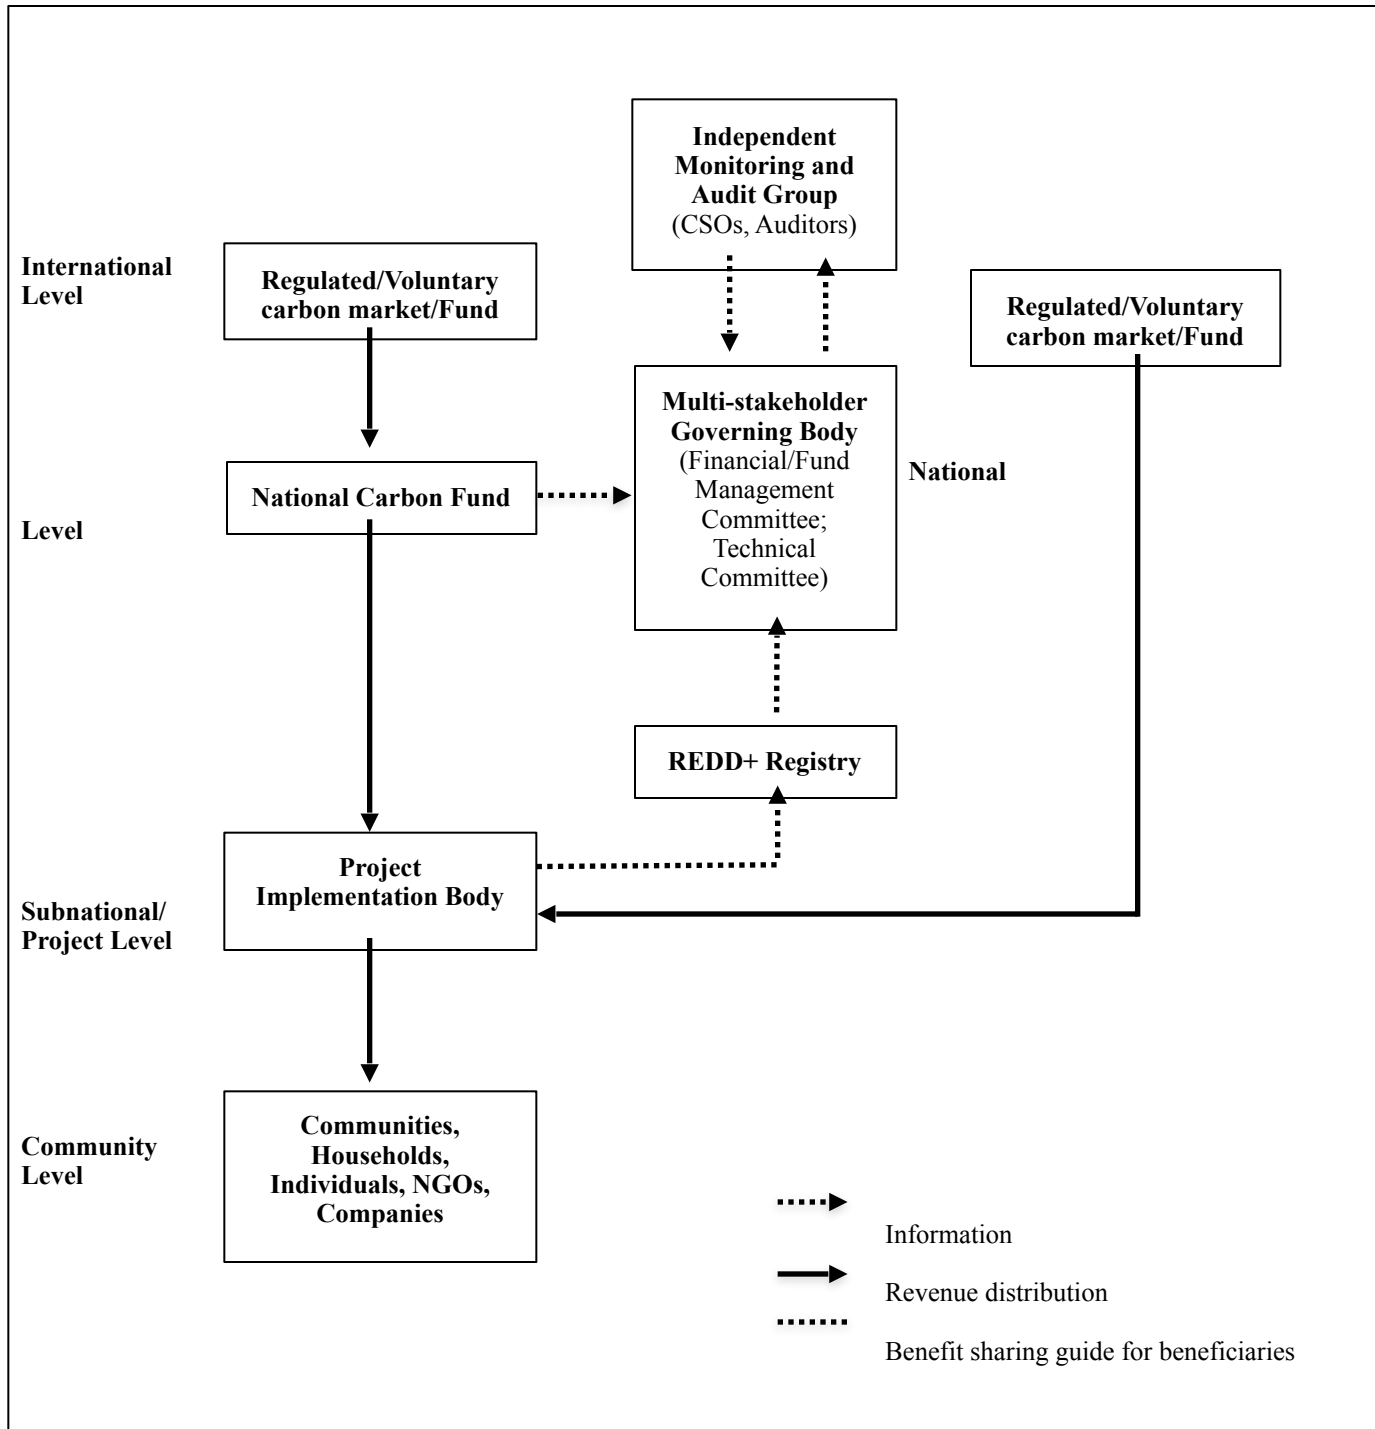 Independent
Monitoring and
Audit Group
(CSOs, Auditors)
International
Level
Regulated/Voluntary
carbon market/Fund
Regulated/Voluntary
carbon market/Fund
Multi-stakeholder
Governing Body
(Financial/Fund
Management
Committee;
Technical
Committee)
National
Level
National Carbon Fund
REDD+ Registry
Project
Implementation Body
Subnational/
Project Level
Community
Level
Communities,
Households,
Individuals, NGOs,
Companies
Information
Revenue distribution
Benefit sharing guide for beneficiaries